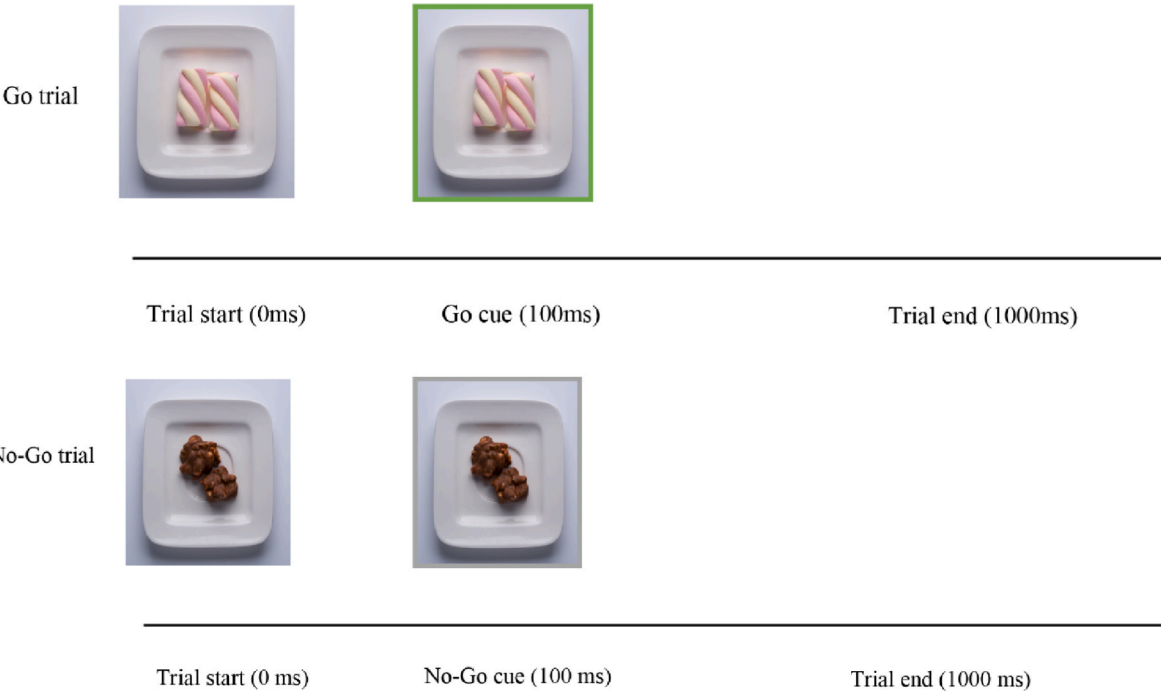 Go trial
Trial start (0ms) Go cue (100ms) Trial end (1000ms)
No-Go trial
Trial start (0 ms) No-Go cue (100 ms) Trial end (1000 ms)